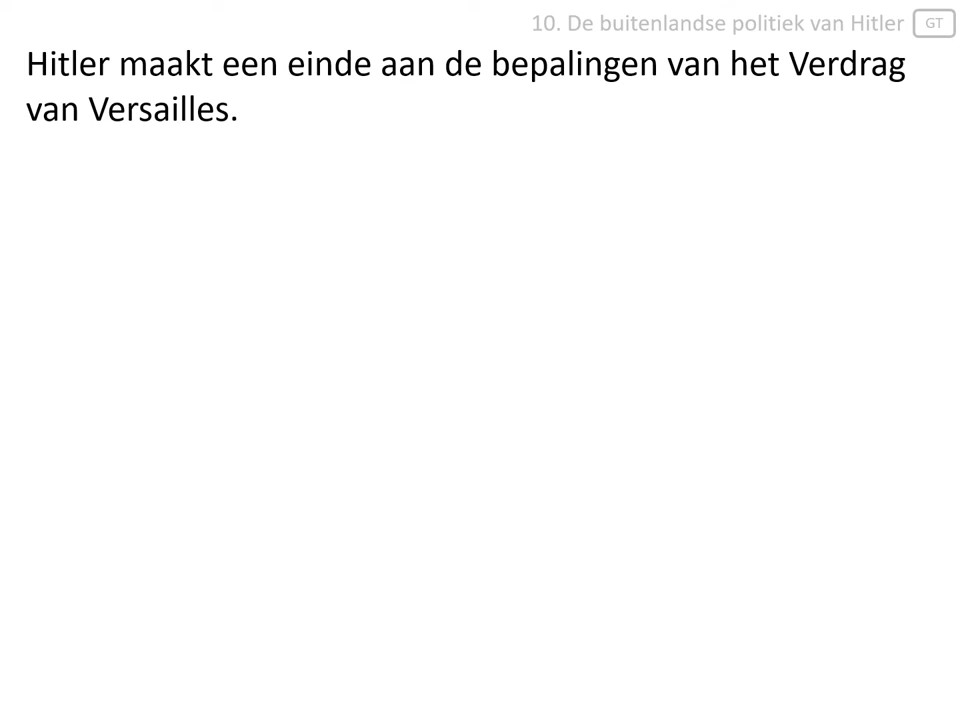 10. De buitenlandse politiek van Hitler GT
Hitler maakt een einde aan de bepalingen van het Verdrag
van Versailles.